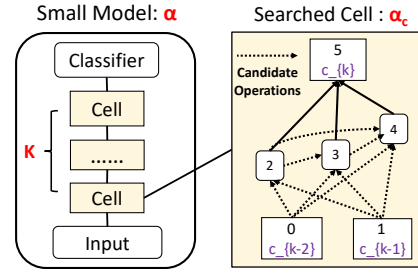 Small Model: α
Classifier
Cell
K
......
Cell
Input
Searched Cell : α_c
Candidate
Operations
5
c_{k}
4
3
2
0
c_{k-2}
1
c_{k-1}